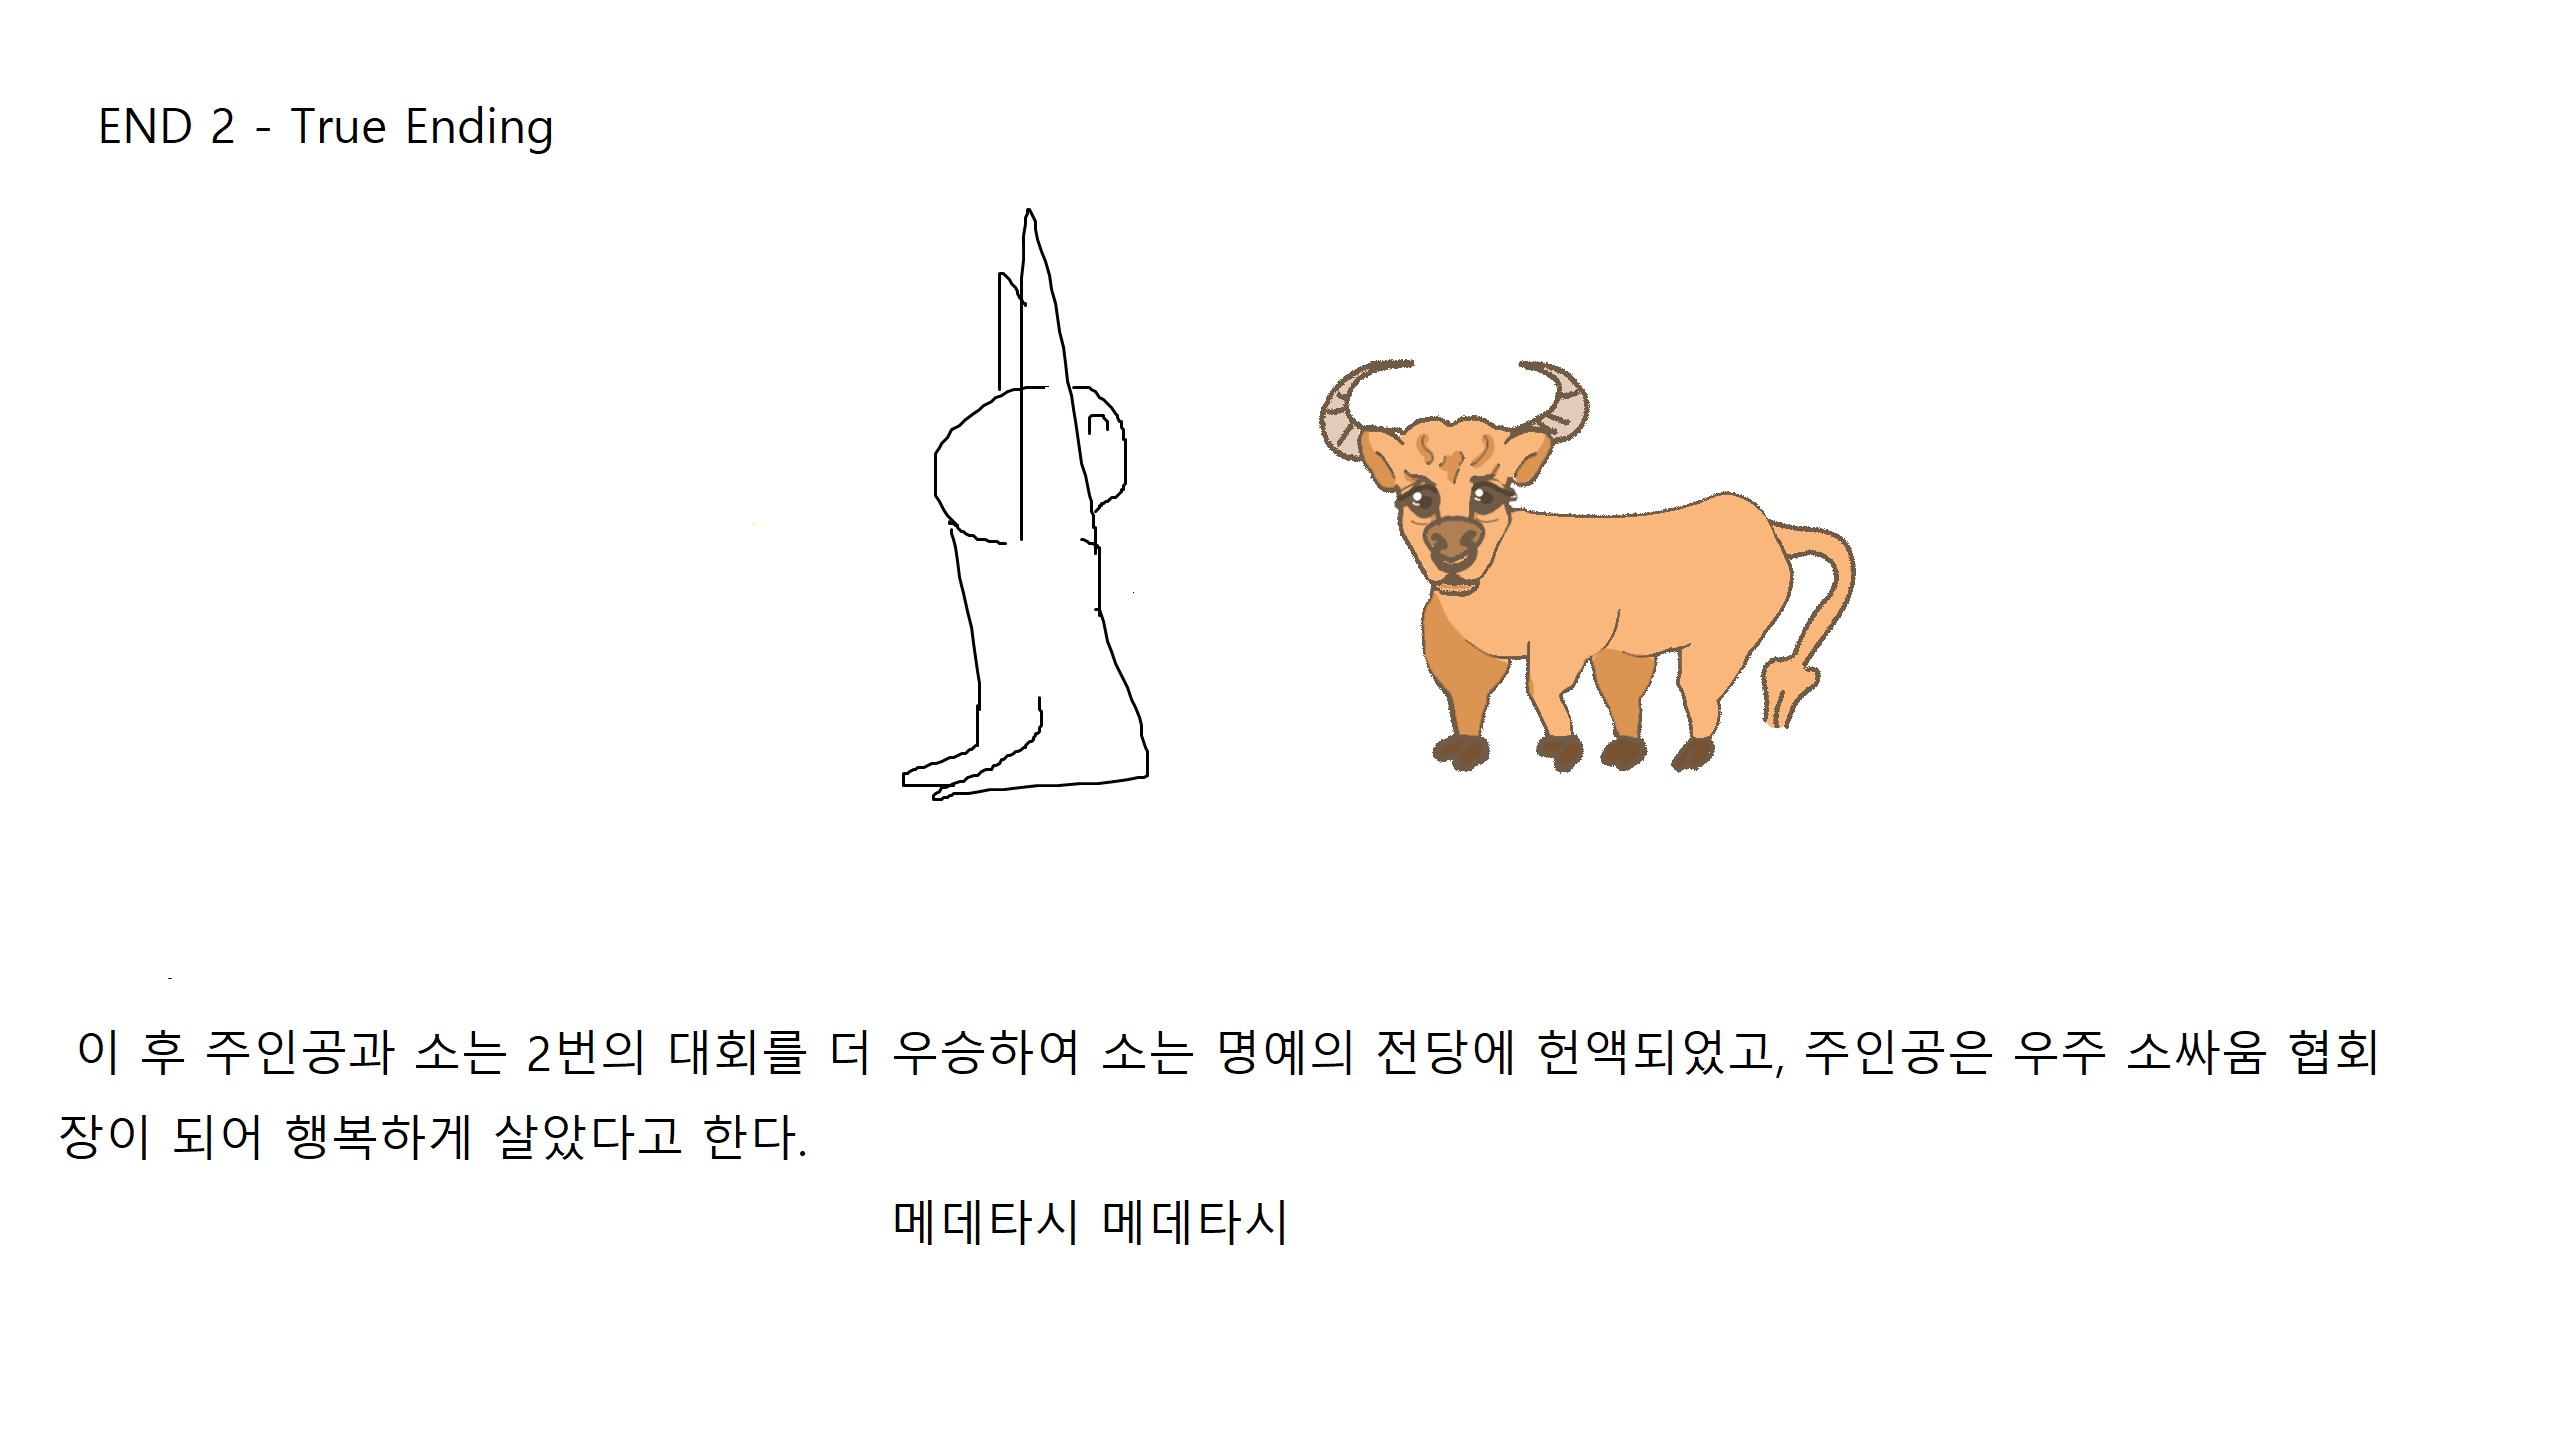 END 2 - True Ending
이 후 주인공과 소는 2번의 대회를 더 우승하여 소는 명예의 전당에 헌액되었고, 주인공은 우주 소싸움 협회
장이 되어 행복하게 살았다고 한다.
메데타시 메데타시